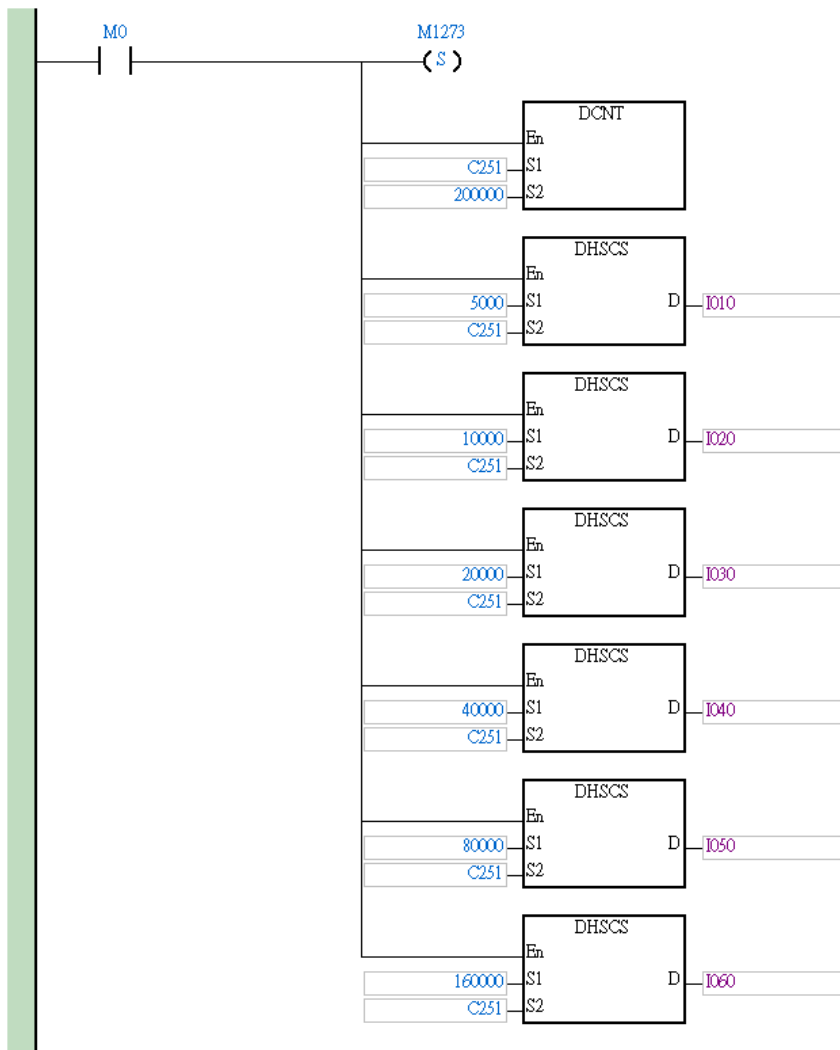 M0 M1273
S
DCNT
En
C251 S1
200000 S2
DHSCS
En
5000 S1 D I010
C251 S2
DHSCS
En
10000 S1 D I020
C251 S2
DHSCS
En
20000 S1 D I030
C251 S2
DHSCS
En
40000 S1 D I040
C251 S2
DHSCS
En
80000 S1 D I050
C251 S2
DHSCS
En
160000 S1 D I060
C251 S2